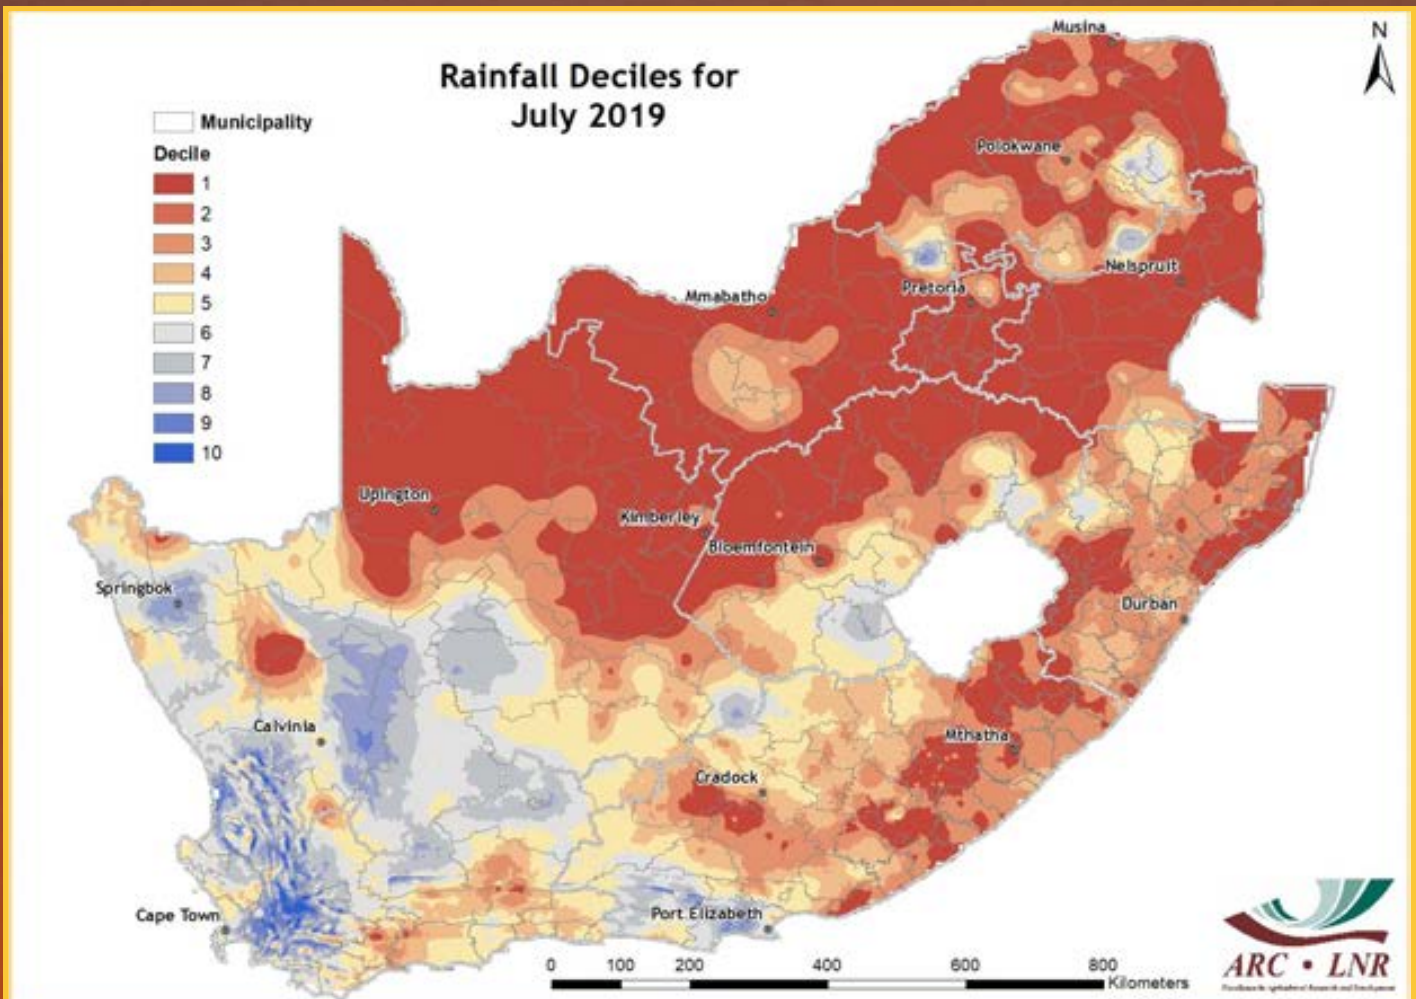 Rainfall Deciles for
July 2019
N
Municipality
Decile
1
2
3
4
5
6
7
8
9
10
Musina
Polokwane
Nelspruit
Pretoria
Mmabatho
Upington
Kimberley
Bloemfontein
Springbok
Durban
Calvinia
Mthatha
Cradock
Cape Town
Port Elizabeth
0 100 200 400 600 800
Kilometers
ARC • LNR